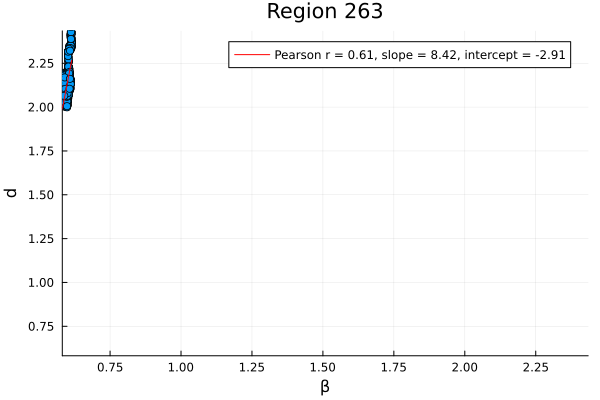 Region 263
Pearson r = 0.61, slope = 8.42, intercept = -2.91
d
2.25
2.00
1.75
1.50
1.25
1.00
0.75
0.75 1.00 1.25 1.50 1.75 2.00 2.25
β